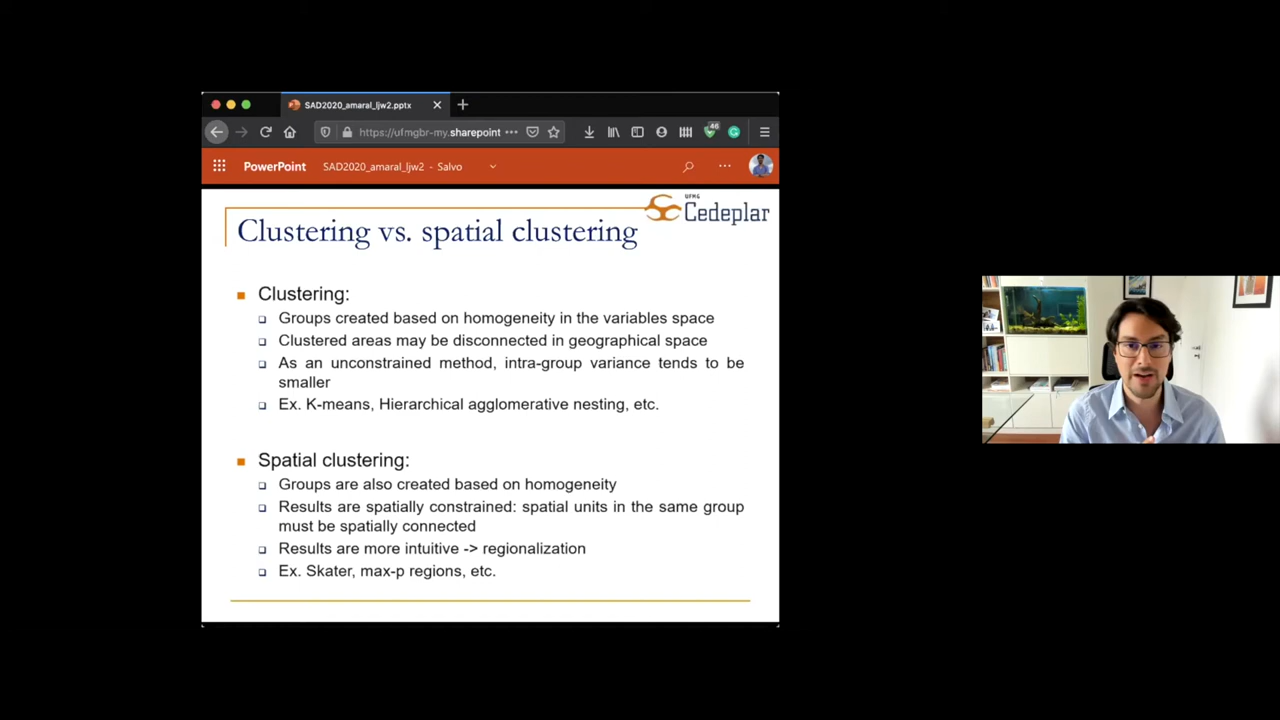 SAD2020_amaral_ljw2.pptx
https://ufmgbr-my.sharepoint
46
PowerPoint SAD2020_amaral_ljw2 - Salvo
UFMG
Cedeplar
Clustering vs. spatial clustering
Clustering:
Groups created based on homogeneity in the variables space
Clustered areas may be disconnected in geographical space
As an unconstrained method, intra-group variance tends to be
smaller
Ex. K-means, Hierarchical agglomerative nesting, etc.
Spatial clustering:
Groups are also created based on homogeneity
Results are spatially constrained: spatial units in the same group
must be spatially connected
Results are more intuitive -> regionalization
Ex. Skater, max-p regions, etc.